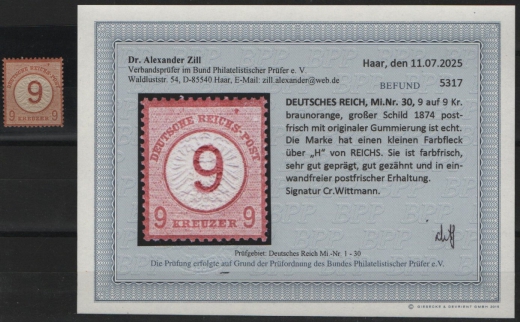 DEUTSCHE REICHS-POST
9
KREUZER
Dr. Alexander Zill
Verbandsprüfer im Bund Philatelistischer Prüfer e. V.
Waldluststr. 54, D-85540 Haar, E-Mail: zill.alexander@web.de
Haar, den 11.07.2025
BEFUND 5317
DEUTSCHE REICHS-POST
9
9 KREUZER 9
DEUTSCHES REICH, Mi.Nr. 30, 9 auf 9 Kr.
braunorange, großer Schild 1874 post-
frisch mit originaler Gummierung ist echt.
Die Marke hat einen kleinen Farbfleck
über „H" von REICHS. Sie ist farbfrisch,
sehr gut geprägt, gut gezähnt und in ein-
wandfreier postfrischer Erhaltung.
Signatur Cr.Wittmann.
Prüfgebiet: Deutsches Reich Mi -Nr. 1 - 30
Die Prüfung erfolgte auf Grund der Prüfordnung des Bundes Philatelistischer Prüfer e.V.